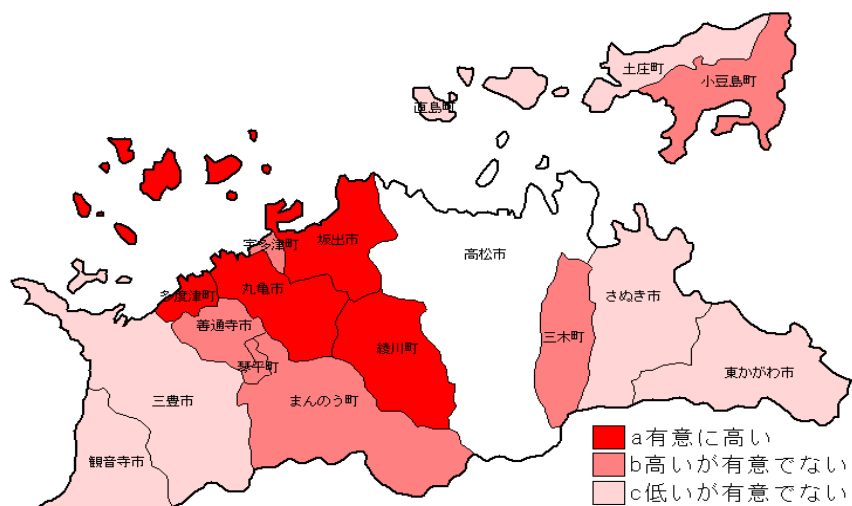 土庄町
小豆島町
直島町
宇多津町
坂出市
高松市
多度津町
丸亀市
さぬき市
善通寺市
綾川町
三木町
琴平町
東かがわ市
三豊市
まんのう町
観音寺市
a有意に高い
b高いが有意でない
c低いが有意でない